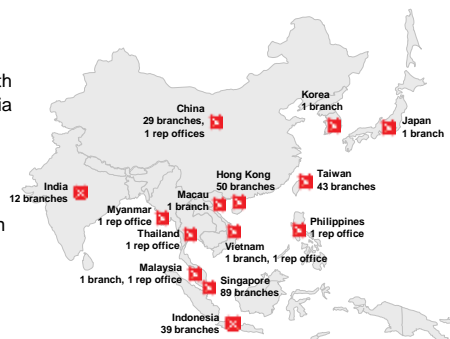 th
ia
n
China
29 branches,
1 rep offices
Korea
1 branch
Japan
1 branch
Hong Kong
50 branches
Taiwan
43 branches
India
12 branches
Macau
1 branch
Myanmar
1 rep office
Thailand
1 rep office
Philippines
1 rep office
Vietnam
1 branch, 1 rep office
Malaysia
1 branch, 1 rep office
Singapore
89 branches
Indonesia
39 branches